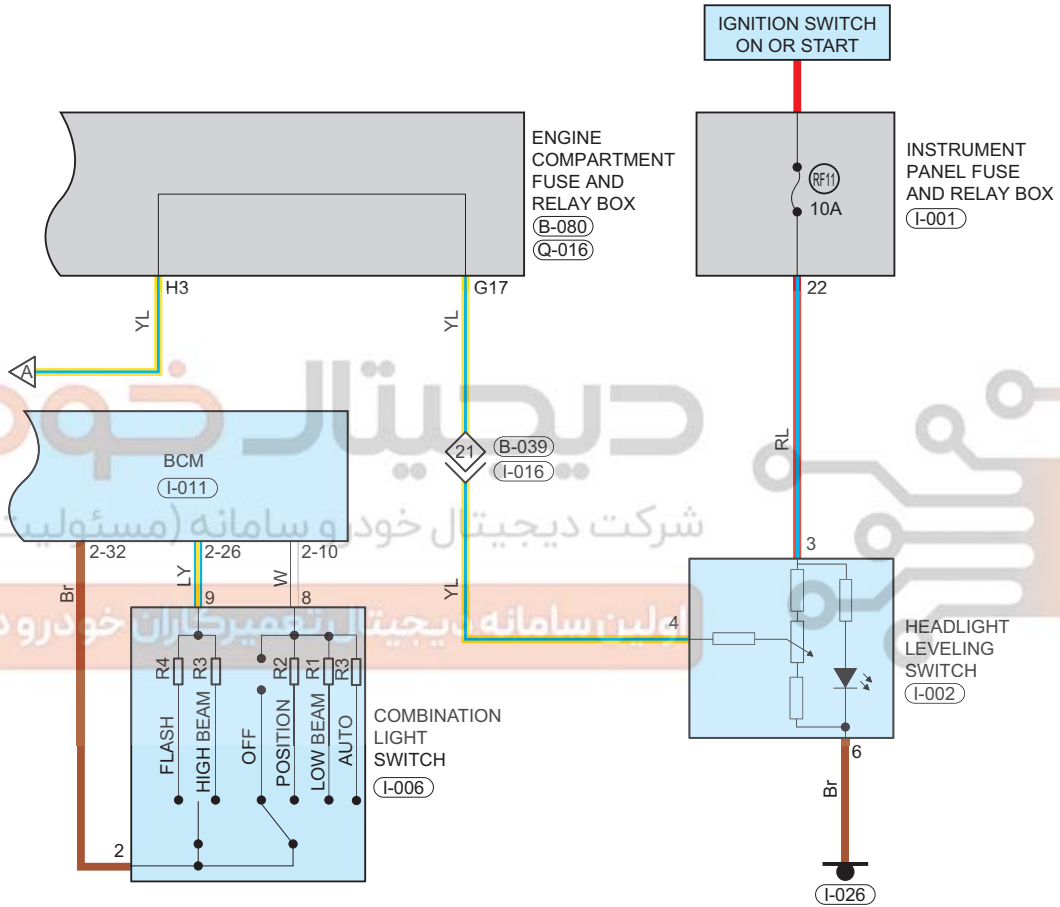 IGNITION SWITCH
ON OR START
ENGINE
COMPARTMENT
FUSE AND
RELAY BOX
B-080
Q-016
RF11
10A
INSTRUMENT
PANEL FUSE
AND RELAY BOX
I-001
H3
G17
22
YL
YL
A
دیجیتال خود
RL
BCM
I-011
21
B-039
I-016
شرکت دیجیتال خودرو سامانه (مسئولیت
2-32
2-26
2-10
3
Br
LY
W
YL
9
8
4
اولین سامانه دیجیتال تعمیرکاران خودرو د
R4
R3
R2
R1
R3
FLASH
HIGH BEAM
OFF
POSITION
LOW BEAM
AUTO
COMBINATION
LIGHT
SWITCH
I-006
HEADLIGHT
LEVELING
SWITCH
I-002
6
Br
2
I-026